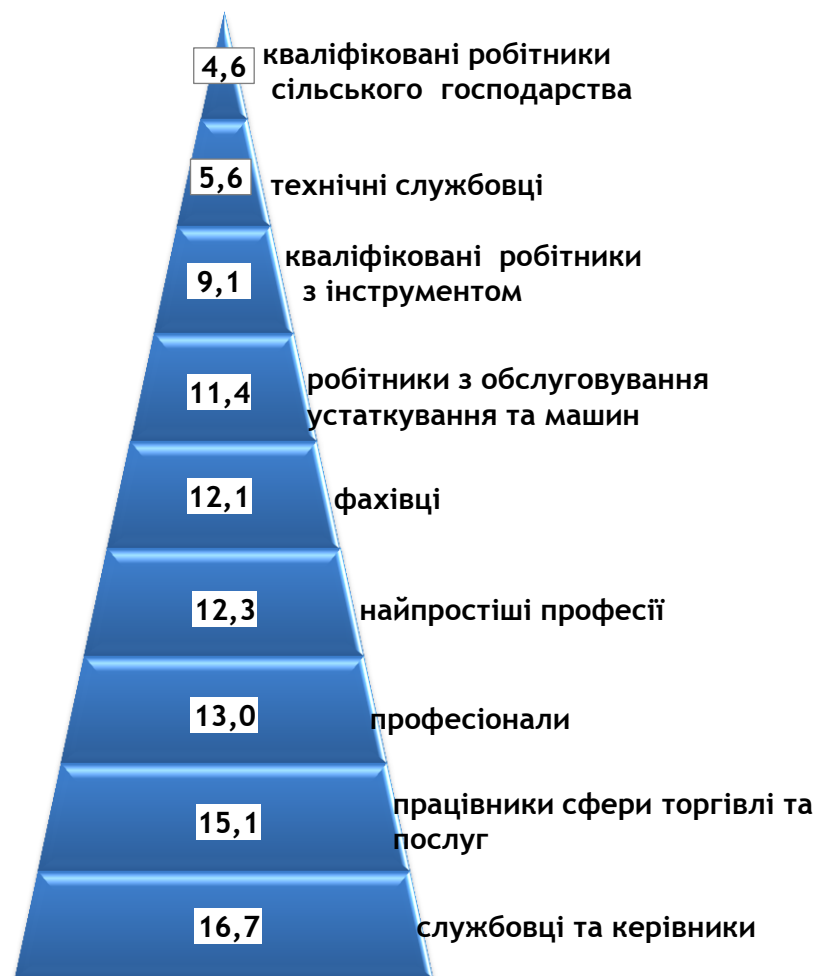 4,6
кваліфіковані робітники
сільського господарства
5,6
технічні службовці
9,1
кваліфіковані робітники
з інструментом
11,4
робітники з обслуговування
устаткування та машин
12,1
фахівці
12,3
найпростіші професії
13,0
професіонали
15,1
працівники сфери торгівлі та
послуг
16,7
службовці та керівники